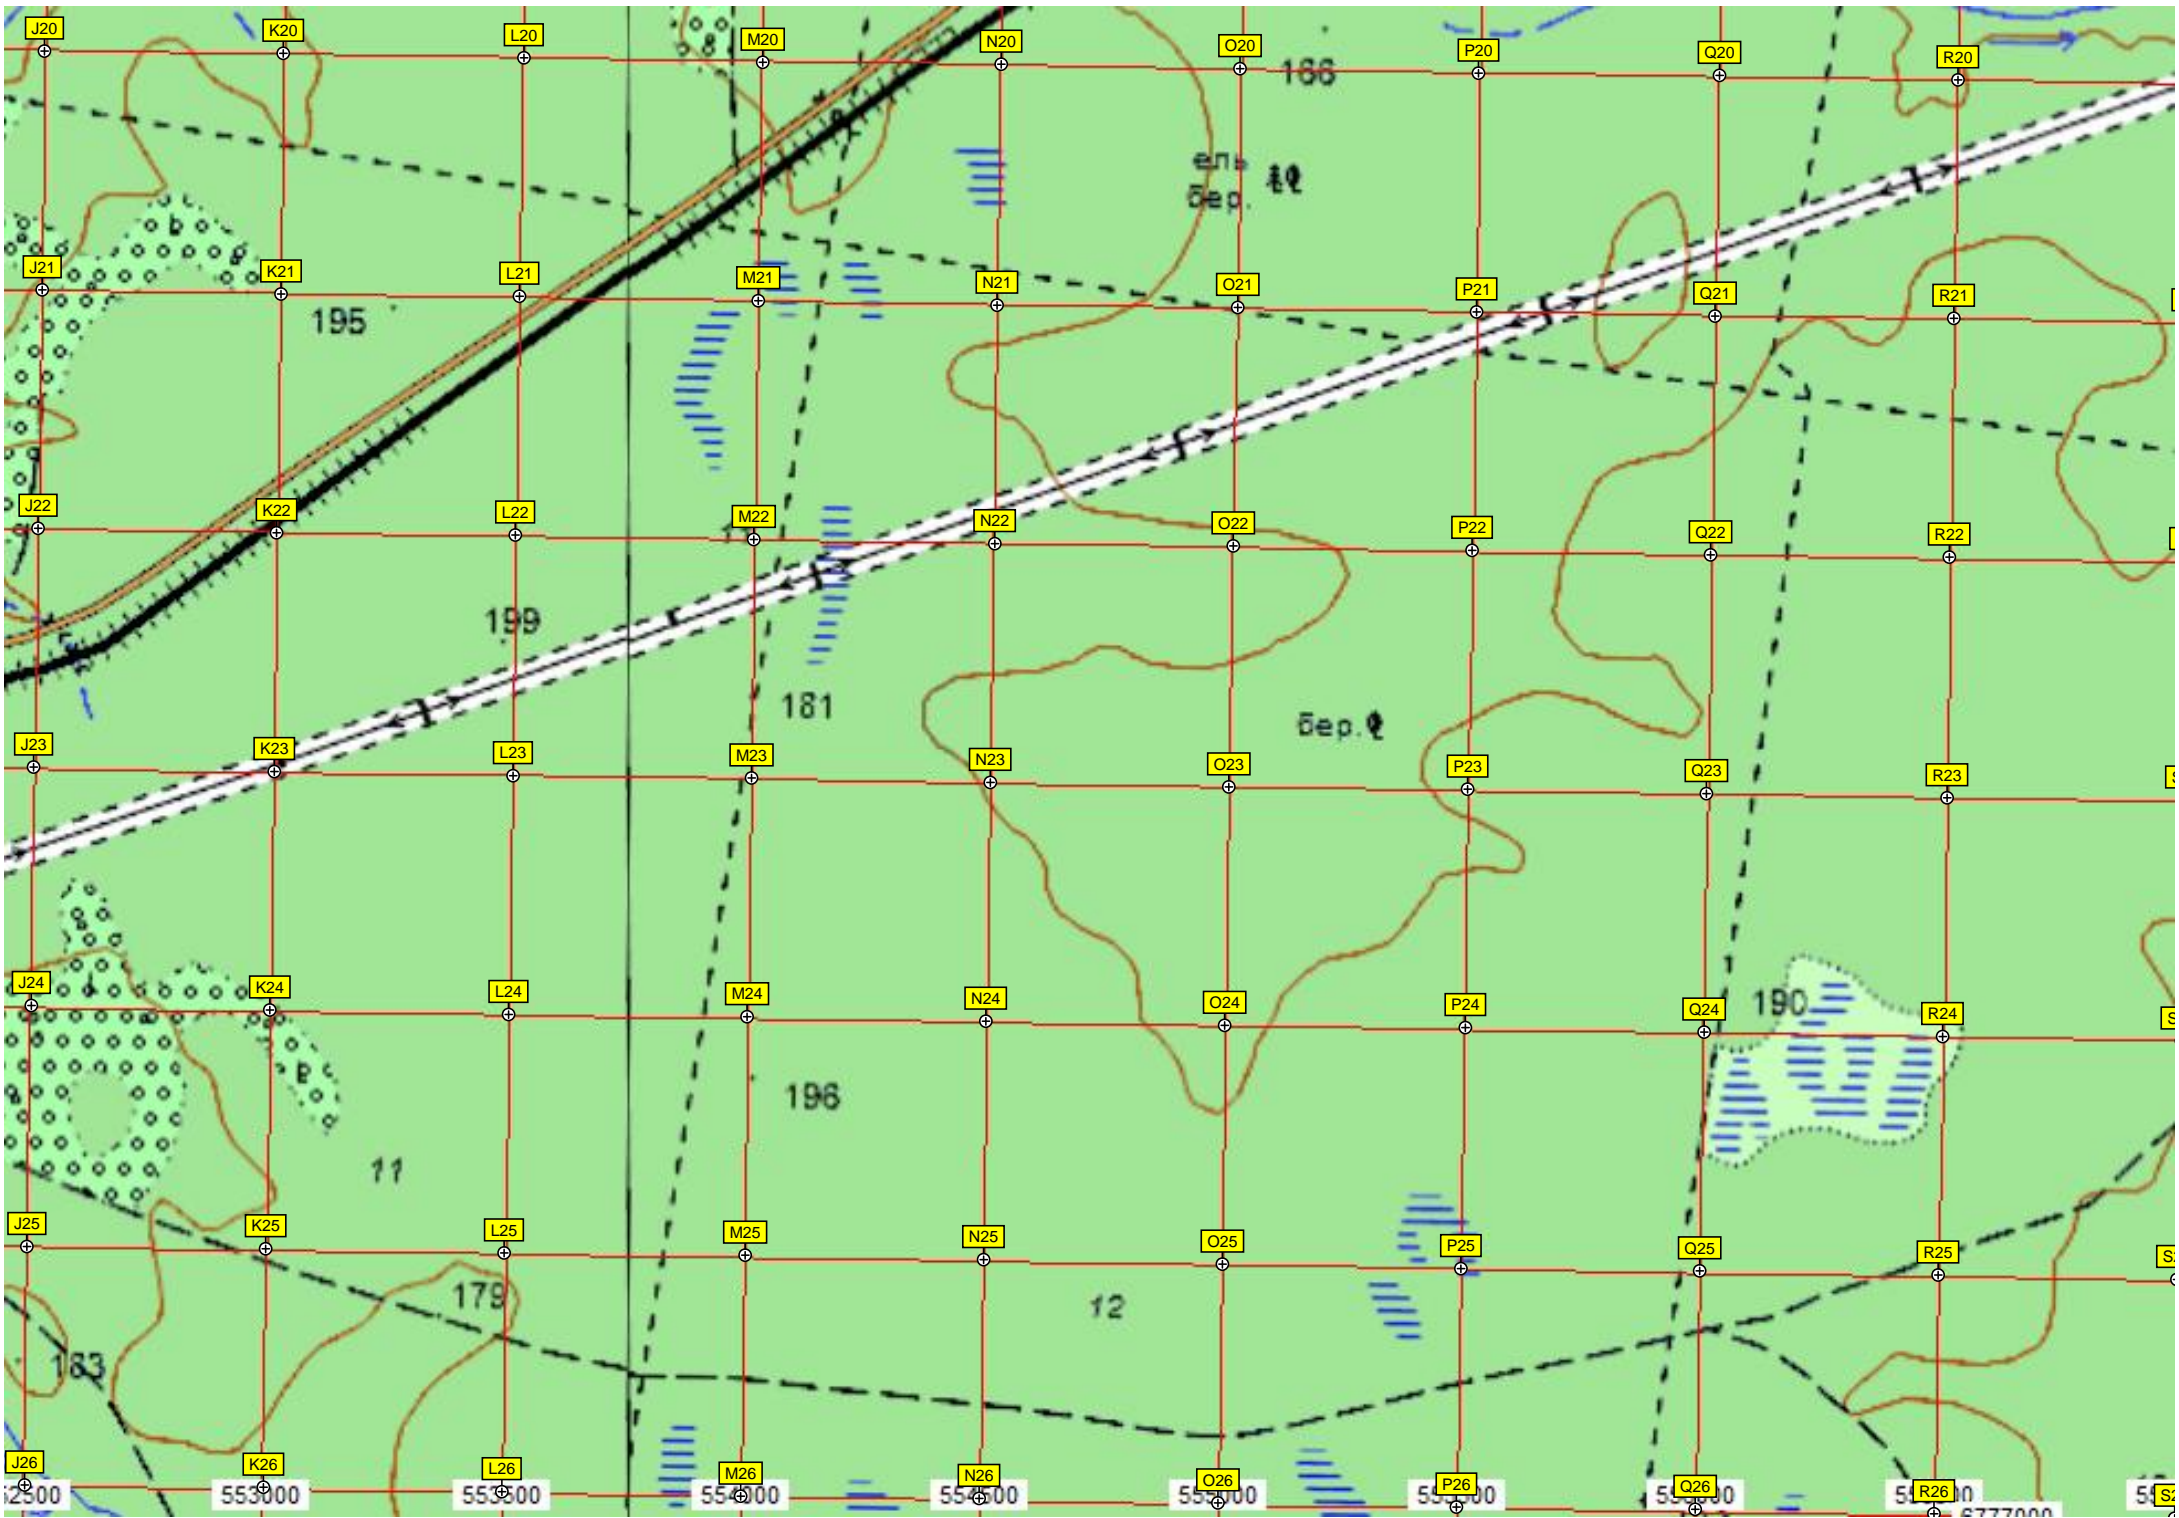 J20 K20 L20 M20 N20 O20 P20 Q20 R20
166
ель
бер.
J21 K21 L21 M21 N21 O21 P21 Q21 R21
195
J22 K22 L22 M22 N22 O22 P22 Q22 R22
199
181
бер.
J23 K23 L23 M23 N23 O23 P23 Q23 R23
J24 K24 L24 M24 N24 O24 P24 Q24 R24
190
196
11
J25 K25 L25 M25 N25 O25 P25 Q25 R25
179
12
183
J26 K26 L26 M26 N26 O26 P26 Q26 R26
553000
6777000